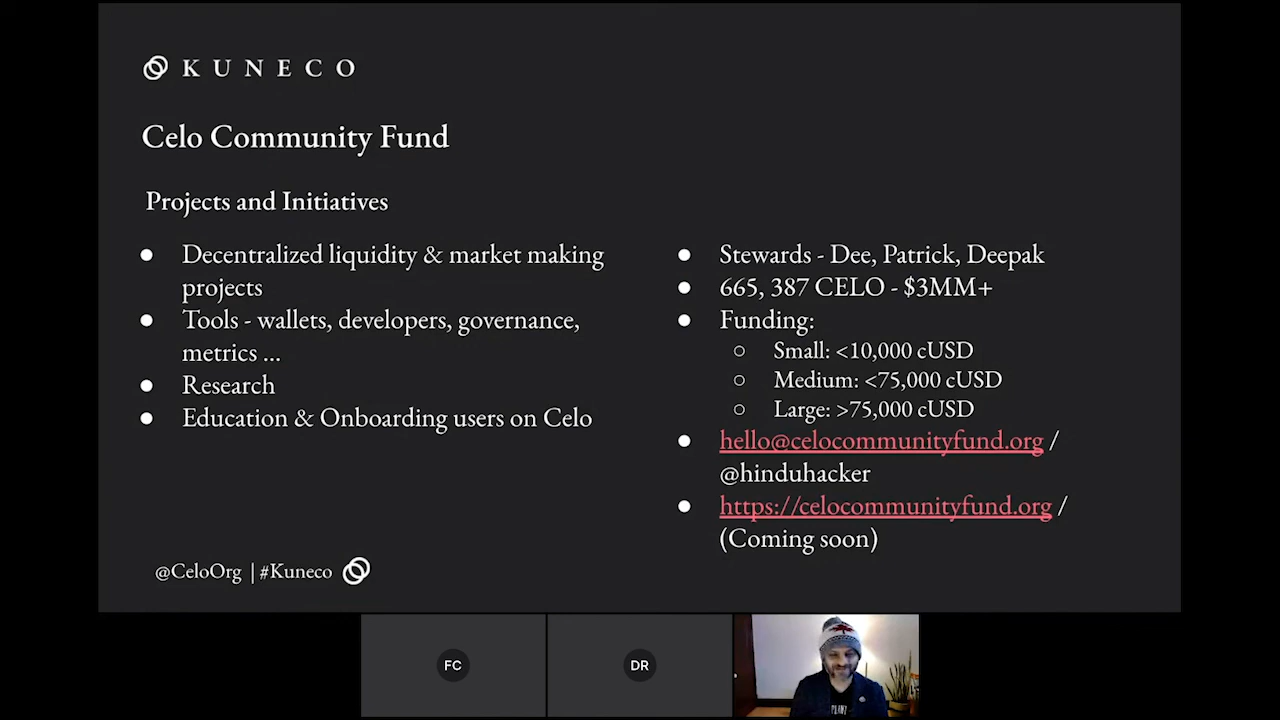 KUNECO
Celo Community Fund
Projects and Initiatives
● Decentralized liquidity & market making
projects
● Tools - wallets, developers, governance,
metrics ...
● Research
● Education & Onboarding users on Celo
● Stewards - Dee, Patrick, Deepak
● 665, 387 CELO - $3MM+
● Funding:
○ Small: <10,000 cUSD
○ Medium: <75,000 cUSD
○ Large: >75,000 cUSD
● hello@celocommunityfund.org /
@hinduhacker
● https://celocommunityfund.org /
(Coming soon)
@CeloOrg | #Kuneco
FC
DR